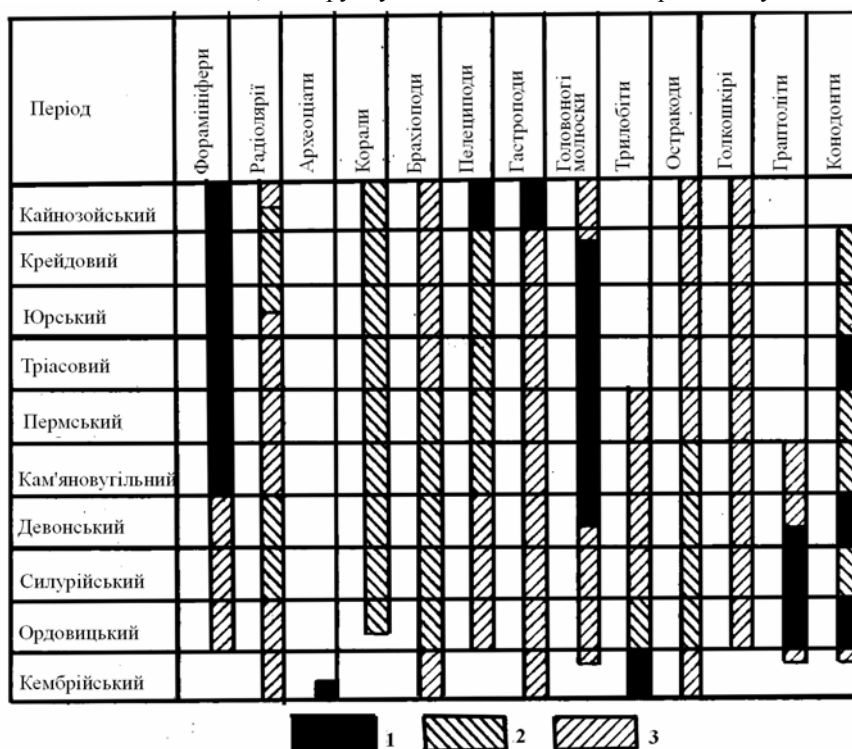 Період
Форамініфери
Радіолярії
Археоціати
Корали
Брахіоподи
Пелециподи
Гастроподи
Головоногі
молюски
Трилобіти
Остракоди
Голкошкірі
Граптоліти
Конодонти
Кайнозойський
Крейдовий
Юрський
Тріасовий
Пермський
Кам'яновугільний
Девонський
Силурійський
Ордовицький
Кембрійський
1
2
3